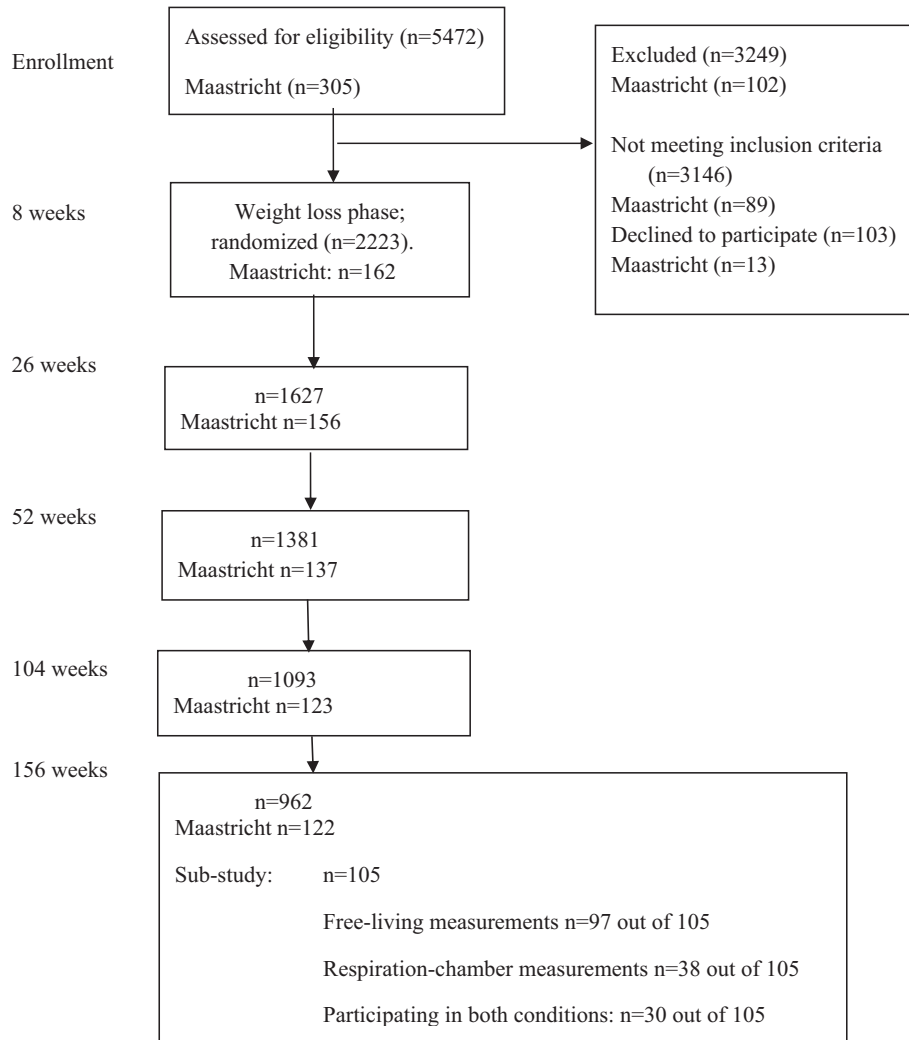 Enrollment
Assessed for eligibility (n=5472)
Maastricht (n=305)
Excluded (n=3249)
Maastricht (n=102)
Not meeting inclusion criteria
(n=3146)
Maastricht (n=89)
Declined to participate (n=103)
Maastricht (n=13)
8 weeks
Weight loss phase;
randomized (n=2223).
Maastricht: n=162
26 weeks
n=1627
Maastricht n=156
52 weeks
n=1381
Maastricht n=137
104 weeks
n=1093
Maastricht n=123
156 weeks
n=962
Maastricht n=122
Sub-study: n=105
Free-living measurements n=97 out of 105
Respiration-chamber measurements n=38 out of 105
Participating in both conditions: n=30 out of 105